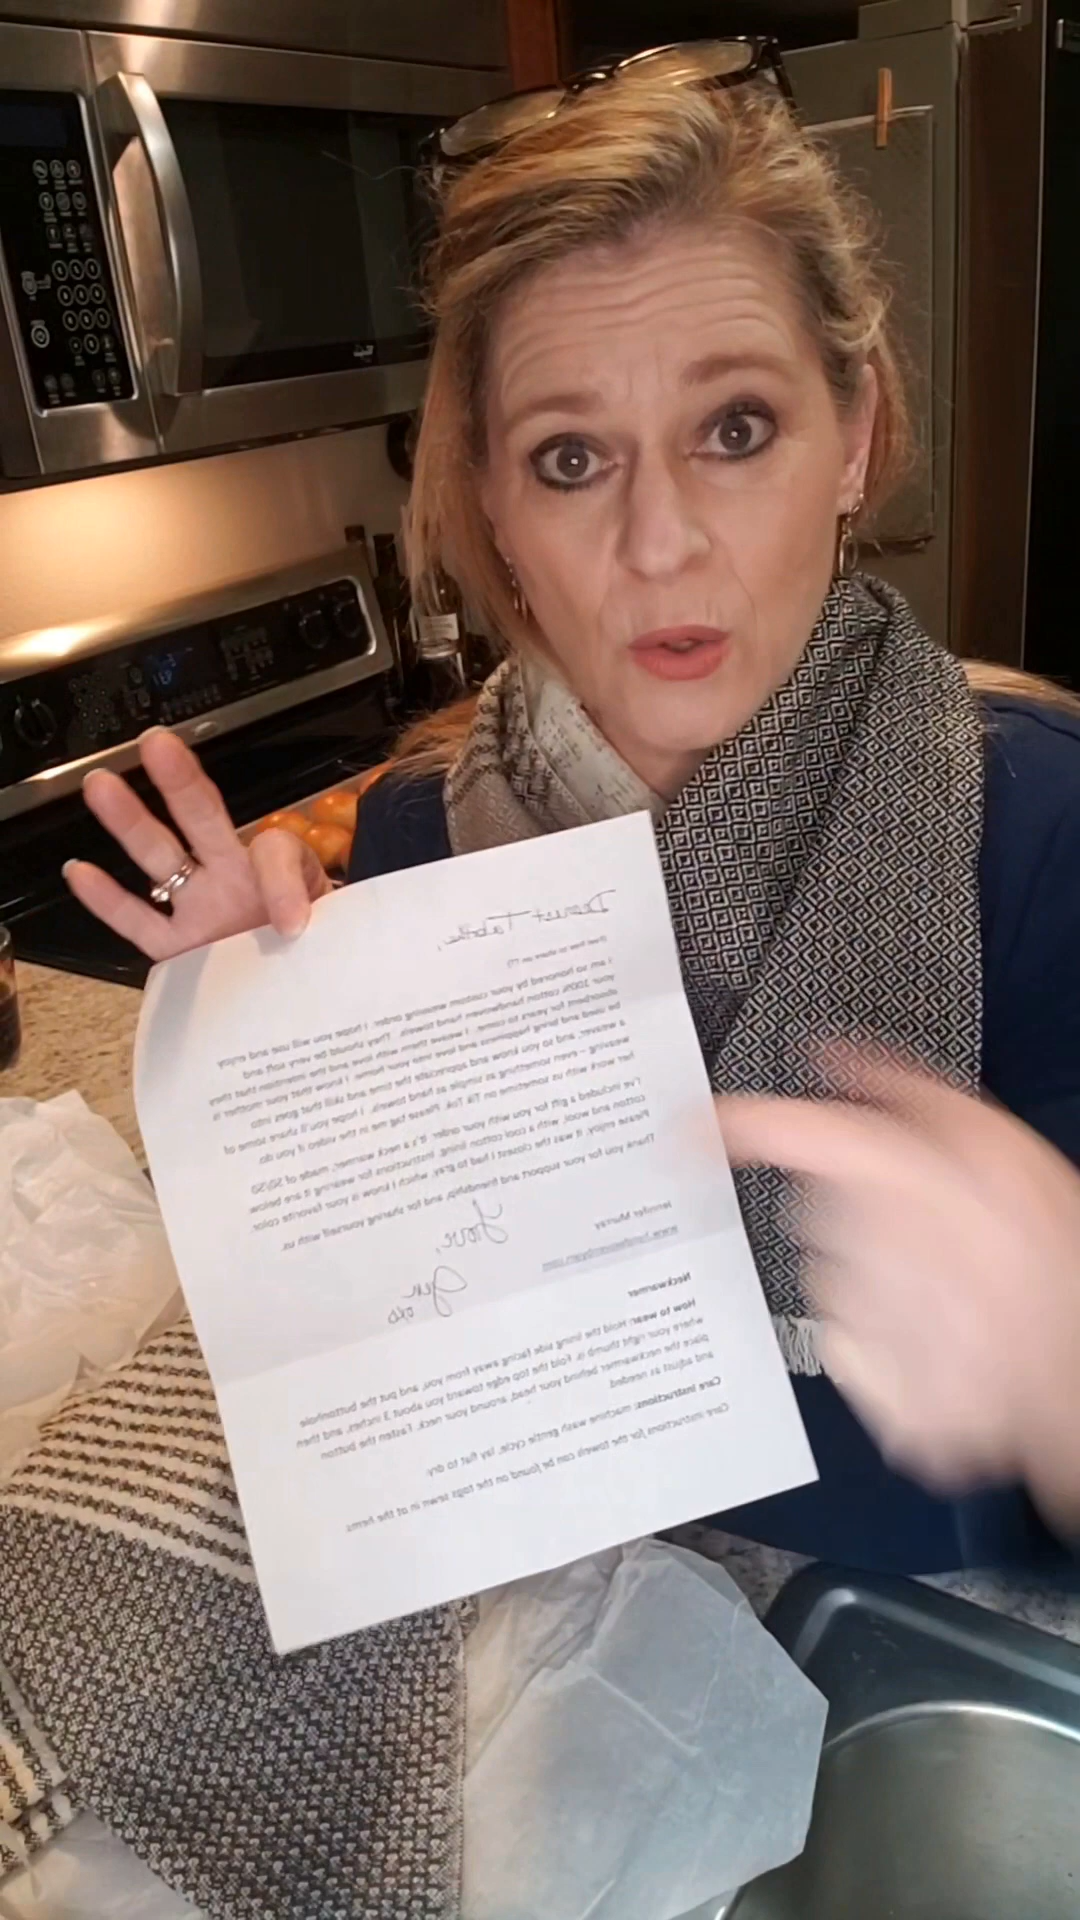 Dearest Tabatha,
(Feel free to share on TT)
I am so honored by your custom weaving order. I hope you will use and enjoy
your 100% cotton handwoven hand towels. They should be very soft and
absorbent for years to come. I weave them with love and the intention that they
be used and bring happiness and love into your home. I know that your mother is
a weaver, and so you know and appreciate the time and skill that goes into
weaving – even something as simple as hand towels. I hope you'll share some of
her work with us sometime on Tik Tok. Please tag me in the video if you do.
I've included a gift for you with your order. It's a neck warmer, made of 50/50
cotton and wool, with a cool cotton lining. Instructions for wearing it are below.
Please enjoy. It was the closest I had to gray, which I know is your favorite color.
Thank you for your support and friendship, and for sharing yourself with us.
Love,
Jen
oxo
Jennifer Murray
Neckwarmer
How to wear: Hold the lining side facing away from you, and put the buttonhole
where your right thumb is. Fold the top edge toward you about 3 inches, and then
place the neckwarmer behind your head, around your neck. Fasten the button
and adjust as needed
Care instructions: machine wash gentle cycle, lay flat to dry.
Care instructions for the towels can be found on the tags sewn in at the hems